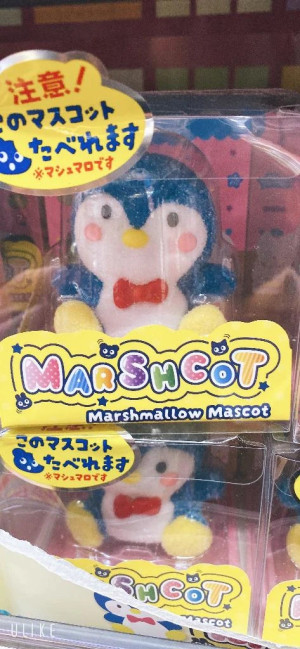 注意!
このマスコット
たべれます
※マシュマロです
MARSHCOT
Marshmallow Mascot
このマスコット
たべれます
※マシュマロです
SHCOT
Mascot
ULIKE